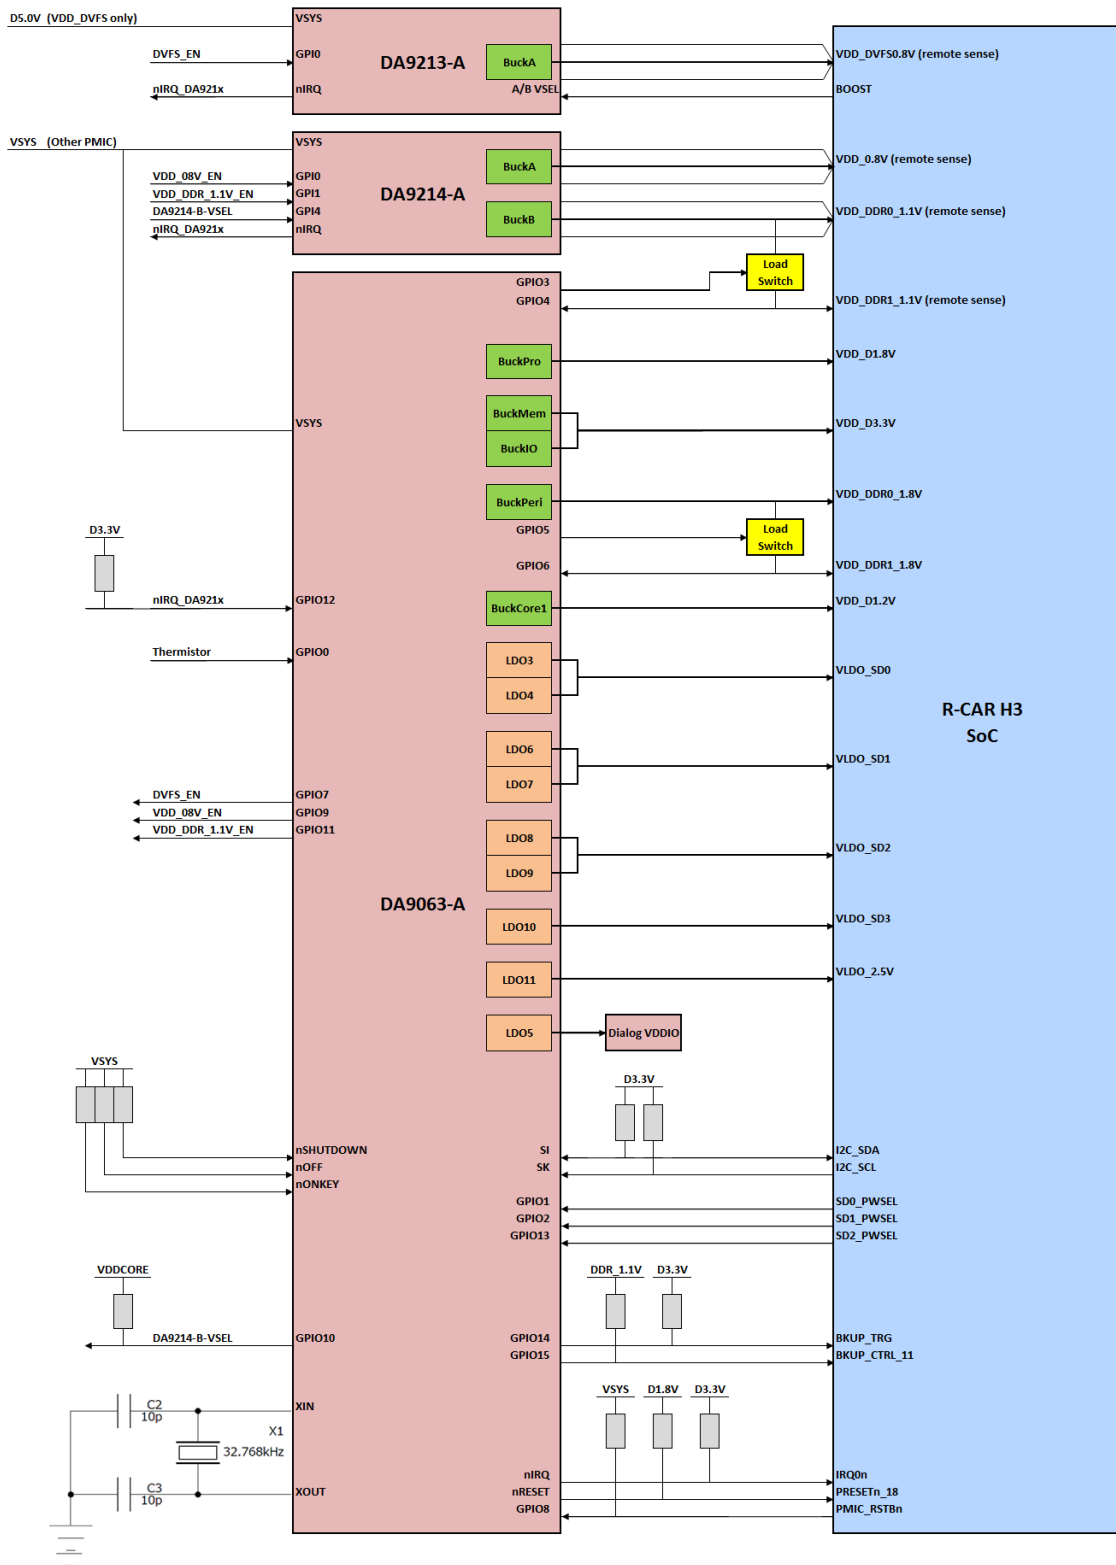 D5.0V (VDD_DVFS only)
VSYS
DVFS_EN
GPI0
nIRQ_DA921x
nIRQ
DA9213-A
BuckA
A/B VSEL
VDD_DVFS0.8V (remote sense)
BOOST
VSYS (Other PMIC)
VSYS
VDD_08V_EN
GPI0
VDD_DDR_1.1V_EN
GPI1
DA9214-B-VSEL
GPI4
nIRQ_DA921x
nIRQ
DA9214-A
BuckA
BuckB
VDD_0.8V (remote sense)
VDD_DDR0_1.1V (remote sense)
Load
Switch
GPIO3
GPIO4
VDD_DDR1_1.1V (remote sense)
BuckPro
VDD_D1.8V
VSYS
BuckMem
BuckIO
VDD_D3.3V
BuckPeri
VDD_DDR0_1.8V
GPIO5
Load
Switch
GPIO6
VDD_DDR1_1.8V
D3.3V
nIRQ_DA921x
GPIO12
BuckCore1
VDD_D1.2V
Thermistor
GPIO0
LDO3
LDO4
VLDO_SD0
R-CAR H3
SoC
LDO6
LDO7
VLDO_SD1
DVFS_EN
GPIO7
VDD_08V_EN
GPIO9
VDD_DDR_1.1V_EN
GPIO11
LDO8
LDO9
VLDO_SD2
DA9063-A
LDO10
VLDO_SD3
LDO11
VLDO_2.5V
LDO5
Dialog VDDIO
VSYS
D3.3V
nSHUTDOWN
nOFF
nONKEY
SI
SK
I2C_SDA
I2C_SCL
GPIO1
GPIO2
GPIO13
SD0_PWSEL
SD1_PWSEL
SD2_PWSEL
VDDCORE
DDR_1.1V
D3.3V
DA9214-B-VSEL
GPIO10
GPIO14
GPIO15
BKUP_TRG
BKUP_CTRL_11
VSYS
D1.8V
D3.3V
C2
10p
XIN
X1
32.768kHz
C3
10p
XOUT
nIRQ
nRESET
GPIO8
IRQ0n
PRESETn_18
PMIC_RSTBn